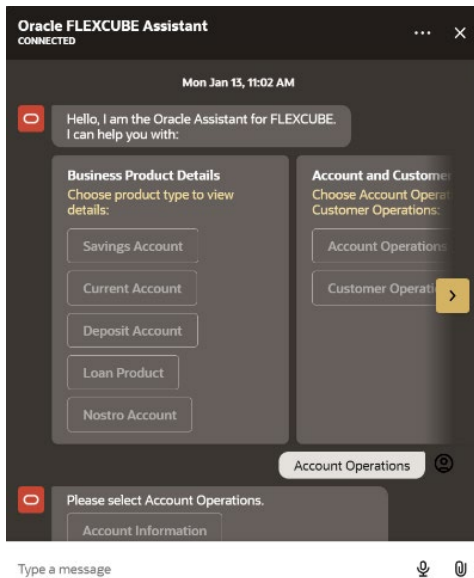 Oracle FLEXCUBE Assistant
CONNECTED
Mon Jan 13, 11:02 AM
Hello, I am the Oracle Assistant for FLEXCUBE.
I can help you with:
Business Product Details
Choose product type to view
details:
Savings Account
Current Account
Deposit Account
Loan Product
Nostro Account
Account and Customer
Choose Account Operat
Customer Operations:
Account Operations
Customer Operati
Account Operations
Please select Account Operations.
Account Information
Type a message